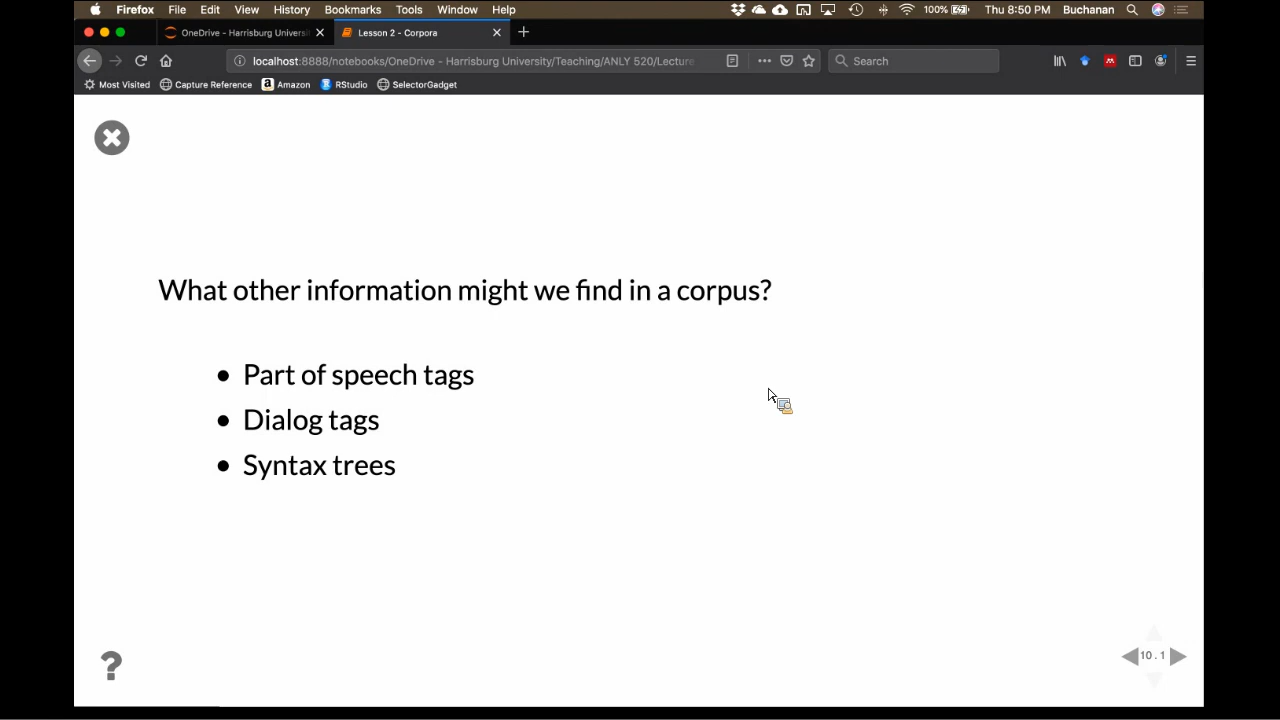 Firefox File Edit View History Bookmarks Tools Window Help 100% Thu 8:50 PM Buchanan
OneDrive - Harrisburg Universi Lesson 2 - Corpora
localhost:8888/notebooks/OneDrive - Harrisburg University/Teaching/ANLY 520/Lecture Search
Most Visited Capture Reference Amazon RStudio SelectorGadget
What other information might we find in a corpus?
• Part of speech tags
• Dialog tags
• Syntax trees
?
10.1